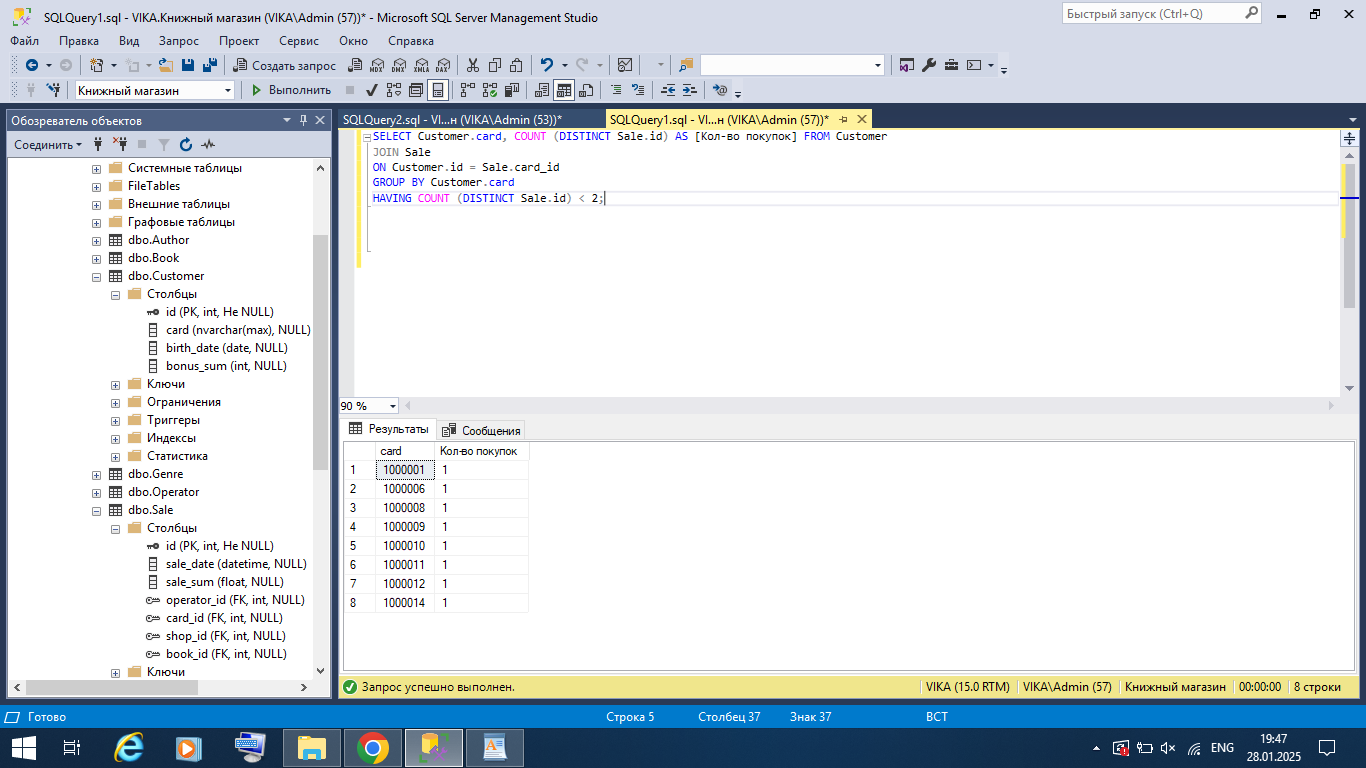 SQLQuery1.sql - VIKA.Книжный магазин (VIKA\Admin (57))* - Microsoft SQL Server Management Studio
Быстрый запуск (Ctrl+Q)
Файл Правка Вид Запрос Проект Сервис Окно Справка
Создать запрос MDX DMX XMLA DAX
Книжный магазин Выполнить
Обозреватель объектов
SQLQuery2.sql - VI...н (VIKA\Admin (53))*
SQLQuery1.sql - VI...н (VIKA\Admin (57))*
Соединить
Системные таблицы
FileTables
Внешние таблицы
Графовые таблицы
dbo.Author
dbo.Book
dbo.Customer
Столбцы
id (PK, int, Не NULL)
card (nvarchar(max), NULL)
birth_date (date, NULL)
bonus_sum (int, NULL)
Ключи
Ограничения
Триггеры
Индексы
Статистика
dbo.Genre
dbo.Operator
dbo.Sale
Столбцы
id (PK, int, Не NULL)
sale_date (datetime, NULL)
sale_sum (float, NULL)
operator_id (FK, int, NULL)
card_id (FK, int, NULL)
shop_id (FK, int, NULL)
book_id (FK, int, NULL)
Ключи
SELECT Customer.card, COUNT (DISTINCT Sale.id) AS [Кол-во покупок] FROM Customer
JOIN Sale
ON Customer.id = Sale.card_id
GROUP BY Customer.card
HAVING COUNT (DISTINCT Sale.id) < 2;
90 %
Результаты Сообщения
card Кол-во покупок
1 1000001 1
2 1000006 1
3 1000008 1
4 1000009 1
5 1000010 1
6 1000011 1
7 1000012 1
8 1000014 1
Запрос успешно выполнен. VIKA (15.0 RTM) VIKA\Admin (57) Книжный магазин 00:00:00 8 строки
Готово Строка 5 Столбец 37 Знак 37 ВСТ
ENG 19:47
28.01.2025